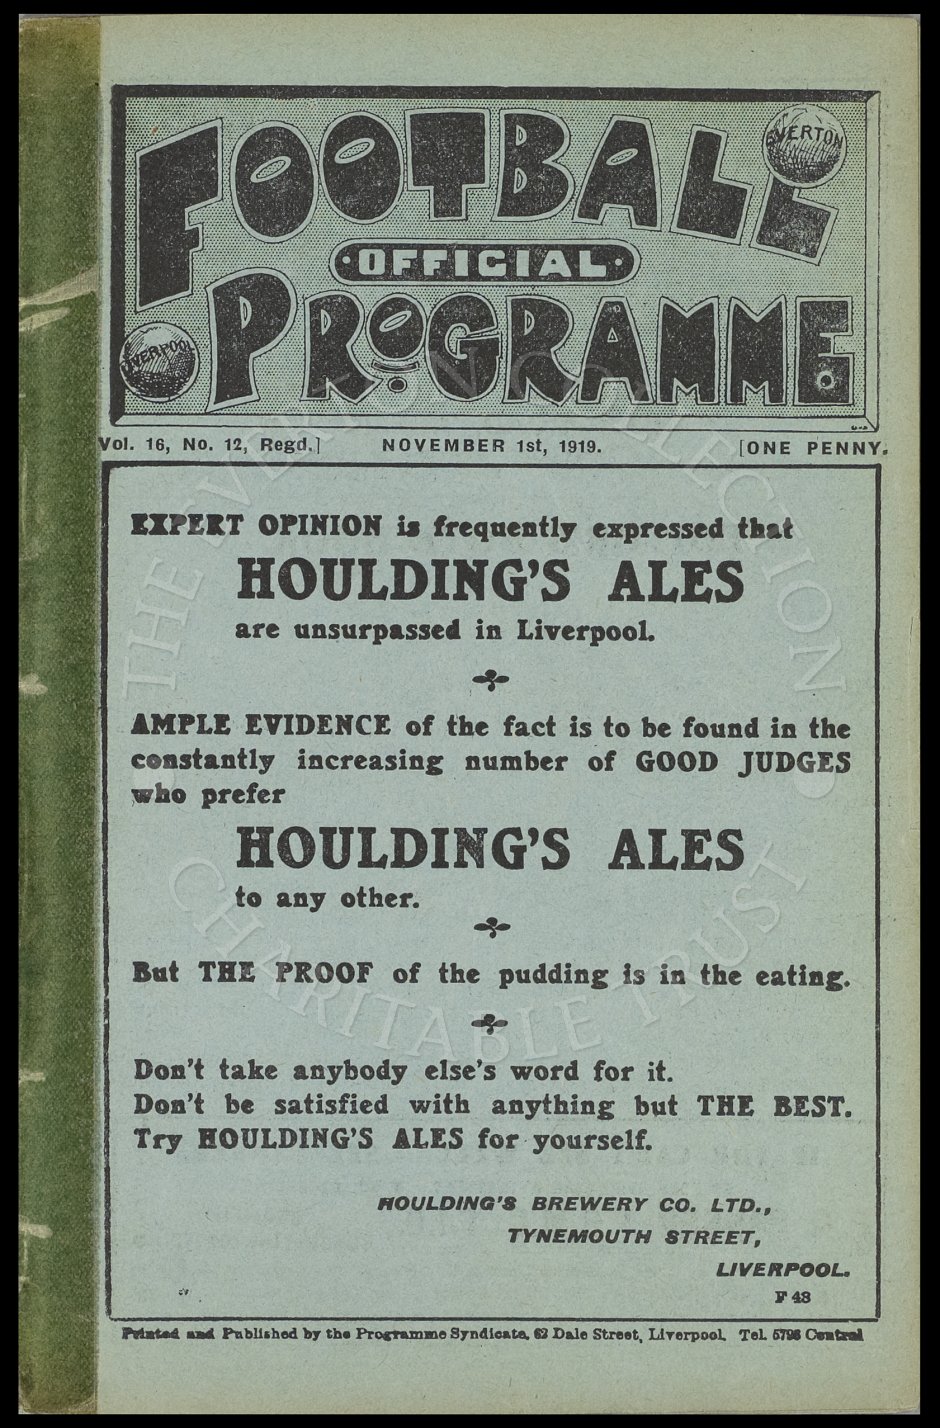 FOOTBALL
EVERTON
·OFFICIAL·
LIVERPOOL
PROGRAMME
Vol. 16, No. 12, Regd.] NOVEMBER 1st, 1919. [ONE PENNY.
EXPERT OPINION is frequently expressed that
HOULDING'S ALES
are unsurpassed in Liverpool.
AMPLE EVIDENCE of the fact is to be found in the
constantly increasing number of GOOD JUDGES
who prefer
HOULDING'S ALES
to any other.
But THE PROOF of the pudding is in the eating.
Don't take anybody else's word for it.
Don't be satisfied with anything but THE BEST.
Try HOULDING'S ALES for yourself.
HOULDING'S BREWERY CO. LTD.,
TYNEMOUTH STREET,
LIVERPOOL.
F 43
Printed and Published by the Programme Syndicate, 62 Dale Street, Liverpool. Tel. 5796 Central
THE EVERTON COLLECTION
CHARITABLE TRUST